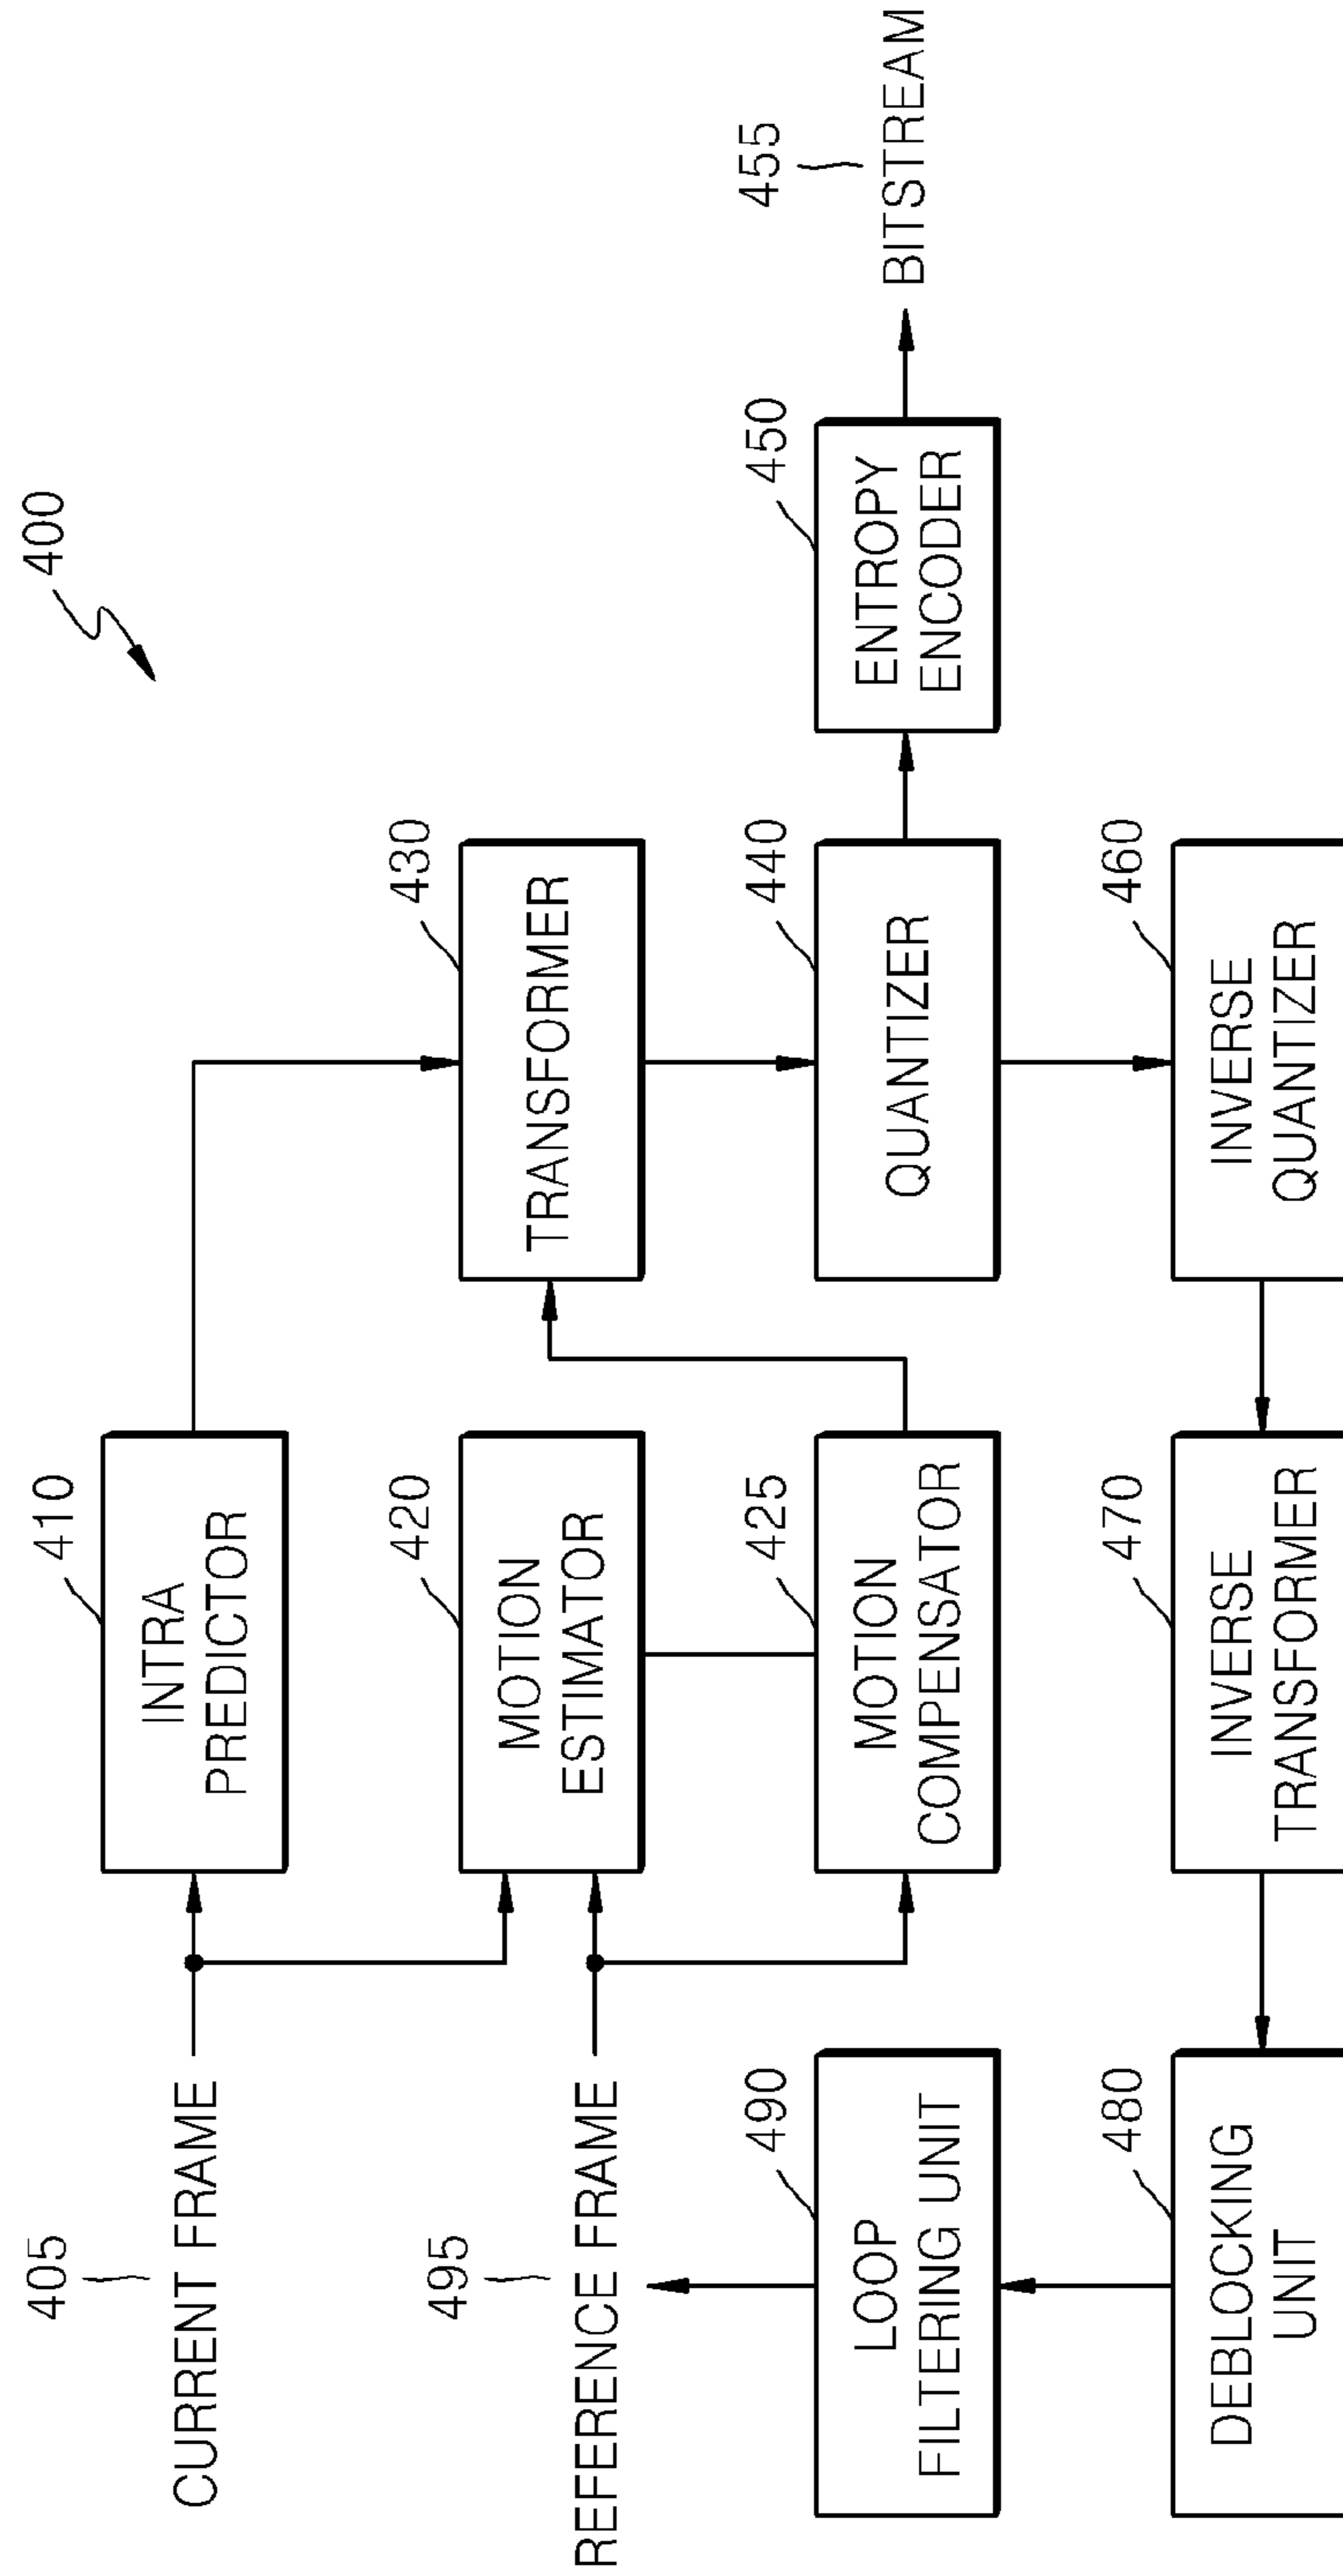 400
405
CURRENT FRAME
410
INTRA
PREDICTOR
495
REFERENCE FRAME
420
MOTION
ESTIMATOR
430
TRANSFORMER
490
LOOP
FILTERING UNIT
425
MOTION
COMPENSATOR
440
QUANTIZER
450
ENTROPY
ENCODER
455
BITSTREAM
480
DEBLOCKING
UNIT
470
INVERSE
TRANSFORMER
460
INVERSE
QUANTIZER